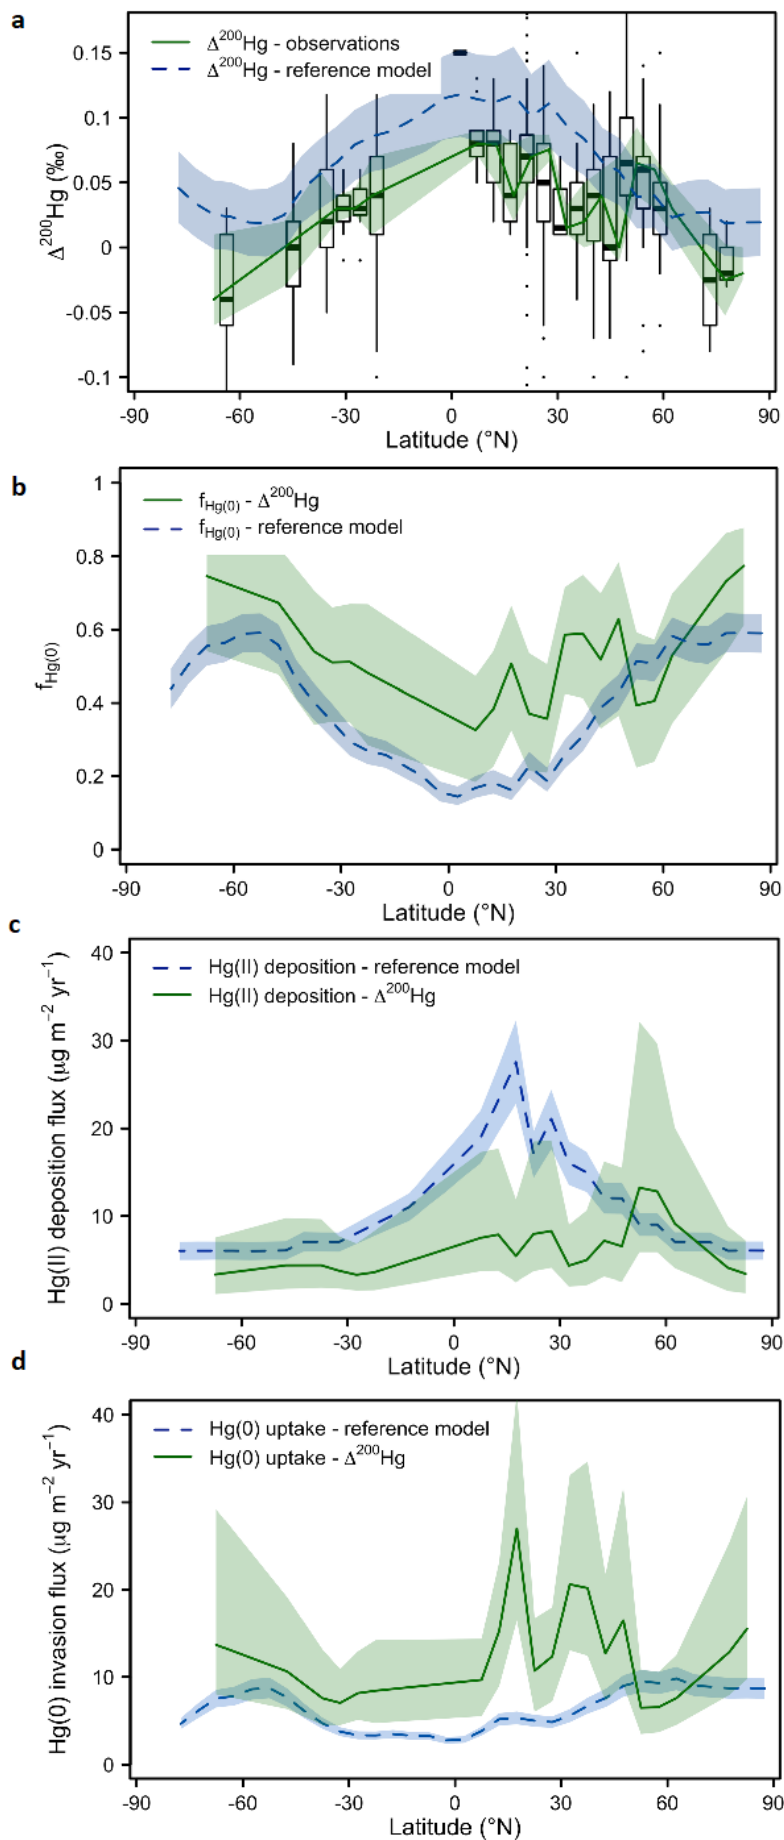 a
Δ²⁰⁰Hg - observations
Δ²⁰⁰Hg - reference model
0.15
0.1
0.05
0
-0.05
-0.1
Δ²⁰⁰Hg (‰)
-90 -60 -30 0 30 60 90
Latitude (°N)
b
f_Hg(0) - Δ²⁰⁰Hg
f_Hg(0) - reference model
1
0.8
0.6
0.4
0.2
0
f_Hg(0)
-90 -60 -30 0 30 60 90
Latitude (°N)
c
Hg(II) deposition - reference model
Hg(II) deposition - Δ²⁰⁰Hg
40
30
20
10
0
Hg(II) deposition flux (μg m⁻² yr⁻¹)
-90 -60 -30 0 30 60 90
Latitude (°N)
d
Hg(0) uptake - reference model
Hg(0) uptake - Δ²⁰⁰Hg
40
30
20
10
0
Hg(0) invasion flux (μg m⁻² yr⁻¹)
-90 -60 -30 0 30 60 90
Latitude (°N)